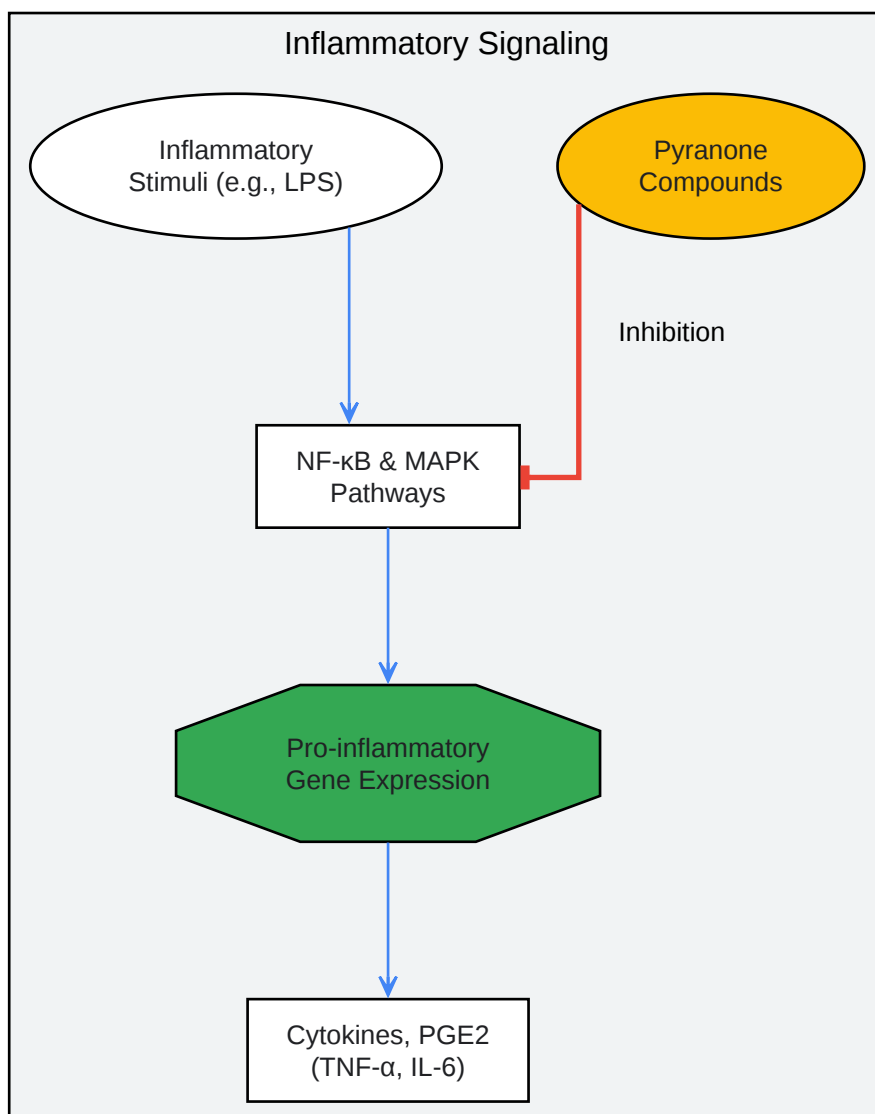 Inflammatory Signaling
Inflammatory
Stimuli (e.g., LPS)
Pyranone
Compounds
Inhibition
NF-κB & MAPK
Pathways
Pro-inflammatory
Gene Expression
Cytokines, PGE2
(TNF-α, IL-6)